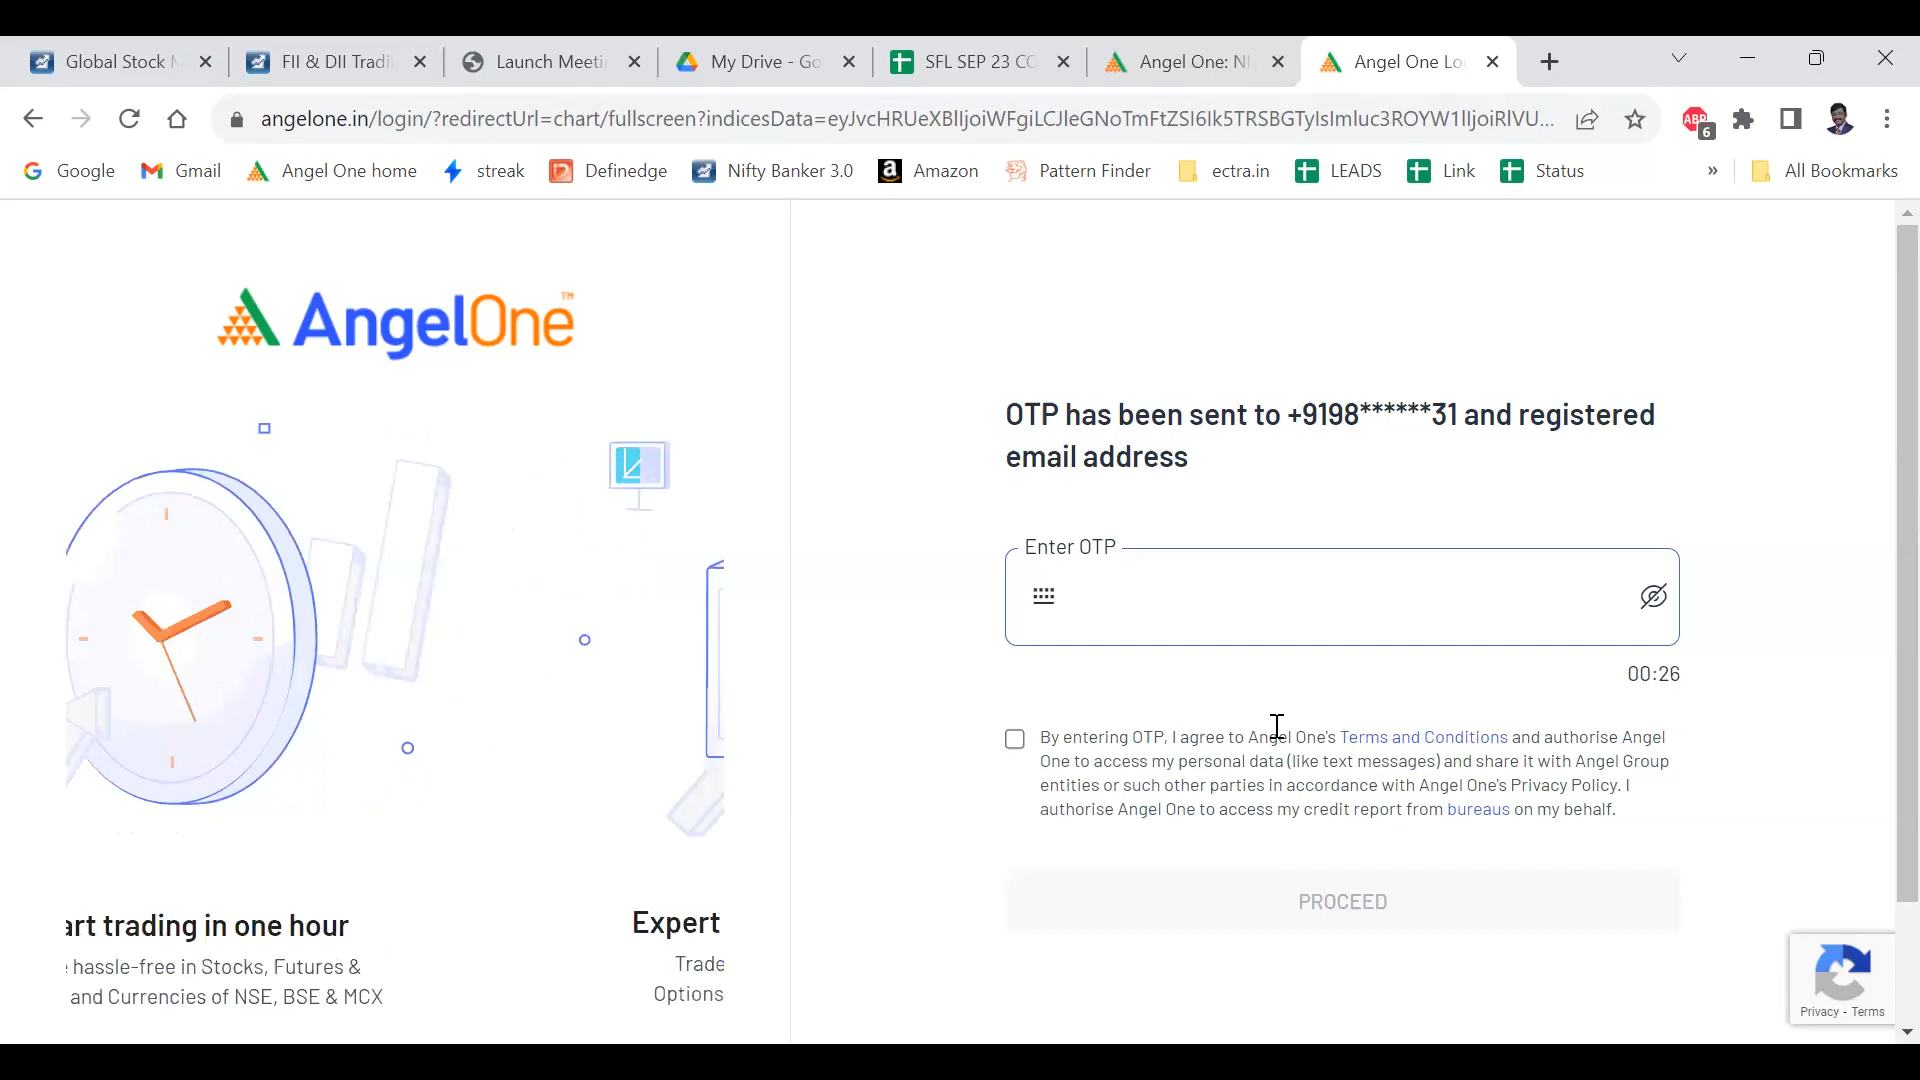 Global Stock M
FII & DII Tradi
Launch Meeti
My Drive - Go
SFL SEP 23 CO
Angel One: NI
Angel One Lo
angelone.in/login/?redirectUrl=chart/fullscreen?indicesData=
ABP
6
Google
Gmail
Angel One home
streak
Definedge
Nifty Banker 3.0
Amazon
Pattern Finder
ectra.in
LEADS
Link
Status
»
All Bookmarks
AngelOne™
OTP has been sent to +9198******31 and registered
email address
Enter OTP
00:26
By entering OTP, I agree to Angel One's Terms and Conditions and authorise Angel
One to access my personal data (like text messages) and share it with Angel Group
entities or such other parties in accordance with Angel One's Privacy Policy. I
authorise Angel One to access my credit report from bureaus on my behalf.
PROCEED
art trading in one hour
hassle-free in Stocks, Futures &
and Currencies of NSE, BSE & MCX
Expert
Trade
Options
Privacy - Terms